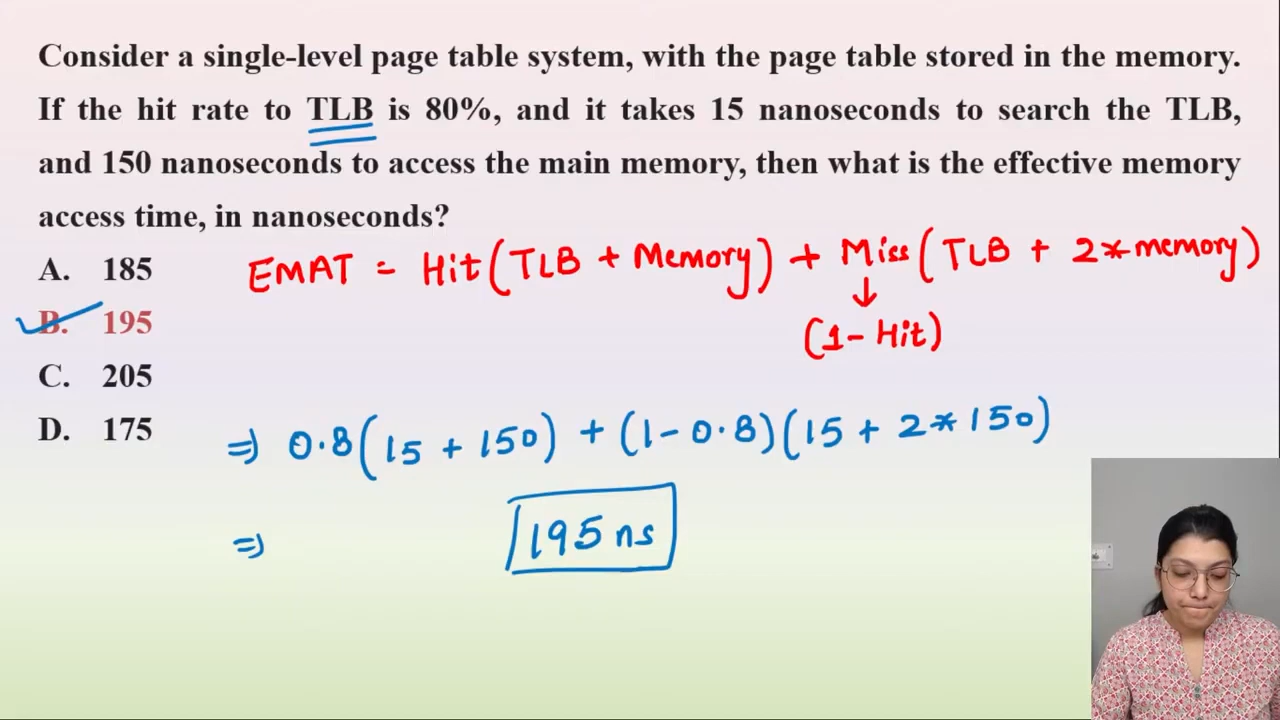 Consider a single-level page table system, with the page table stored in the memory.
If the hit rate to TLB is 80%, and it takes 15 nanoseconds to search the TLB,
and 150 nanoseconds to access the main memory, then what is the effective memory
access time, in nanoseconds?
A. 185
EMAT = Hit (TLB + Memory) + Miss (TLB + 2*memory)
↓
B. 195
(1 - Hit)
C. 205
D. 175
⇒ 0.8 (15 + 150) + (1 - 0.8) (15 + 2*150)
⇒ 195 ns